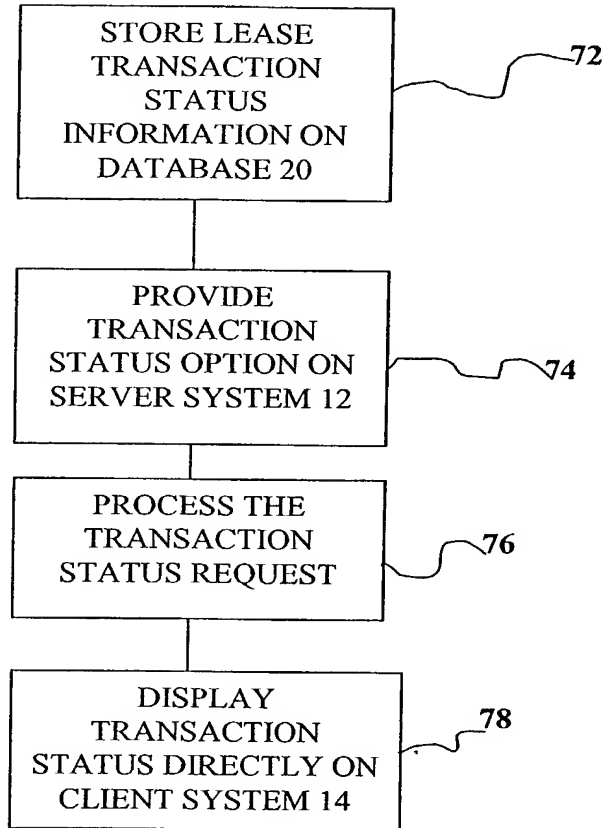 STORE LEASE
TRANSACTION
STATUS
INFORMATION ON
DATABASE 20
72
PROVIDE
TRANSACTION
STATUS OPTION ON
SERVER SYSTEM 12
74
PROCESS THE
TRANSACTION
STATUS REQUEST
76
DISPLAY
TRANSACTION
STATUS DIRECTLY ON
CLIENT SYSTEM 14
78